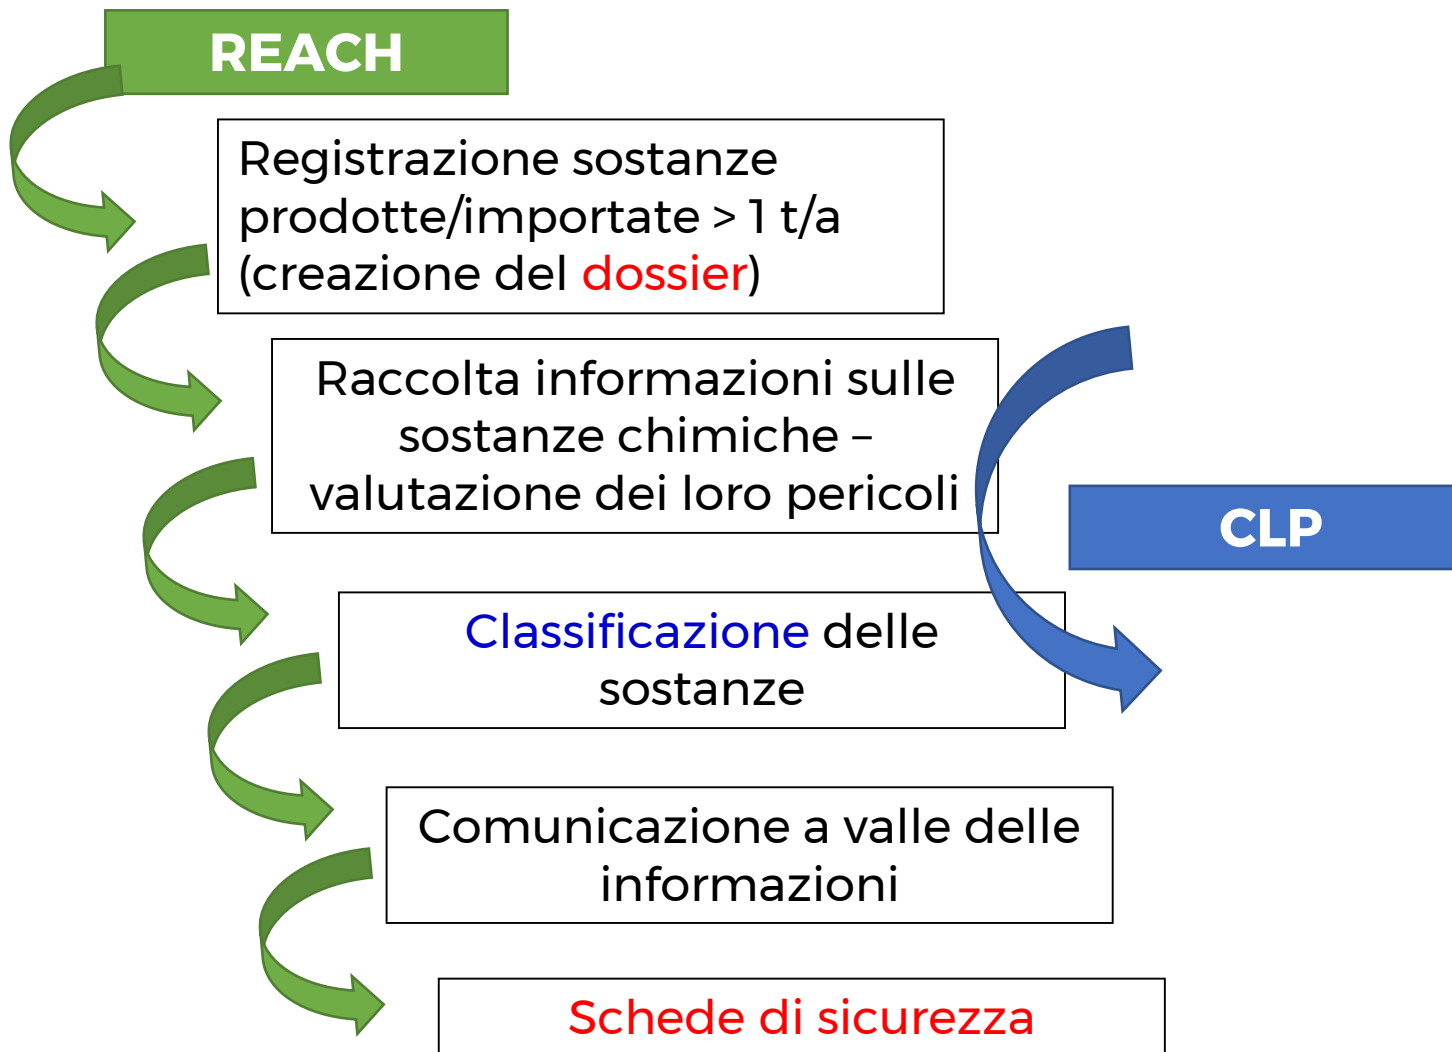 REACH
Registrazione sostanze
prodotte/importate > 1 t/a
(creazione del dossier)
Raccolta informazioni sulle
sostanze chimiche –
valutazione dei loro pericoli
CLP
Classificazione delle
sostanze
Comunicazione a valle delle
informazioni
Schede di sicurezza